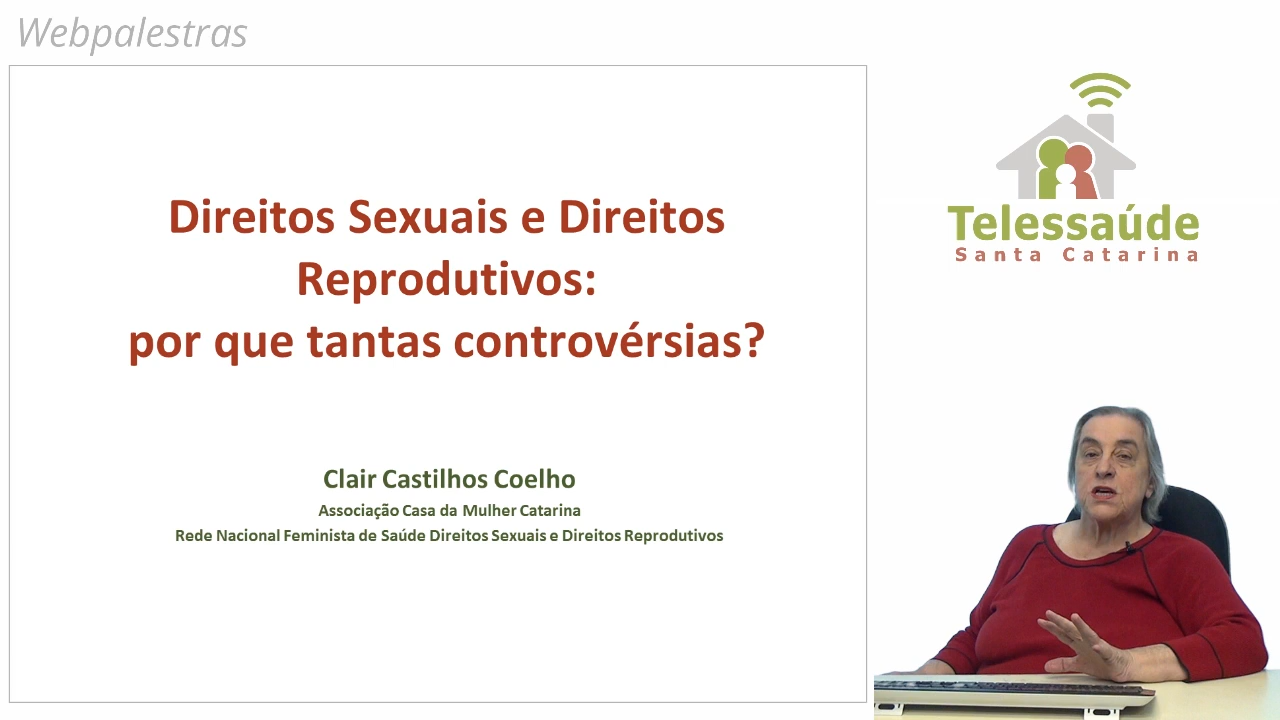 Webpalestras
Direitos Sexuais e Direitos
Reprodutivos:
por que tantas controvérsias?
Clair Castilhos Coelho
Associação Casa da Mulher Catarina
Rede Nacional Feminista de Saúde Direitos Sexuais e Direitos Reprodutivos
Telessaúde
Santa Catarina